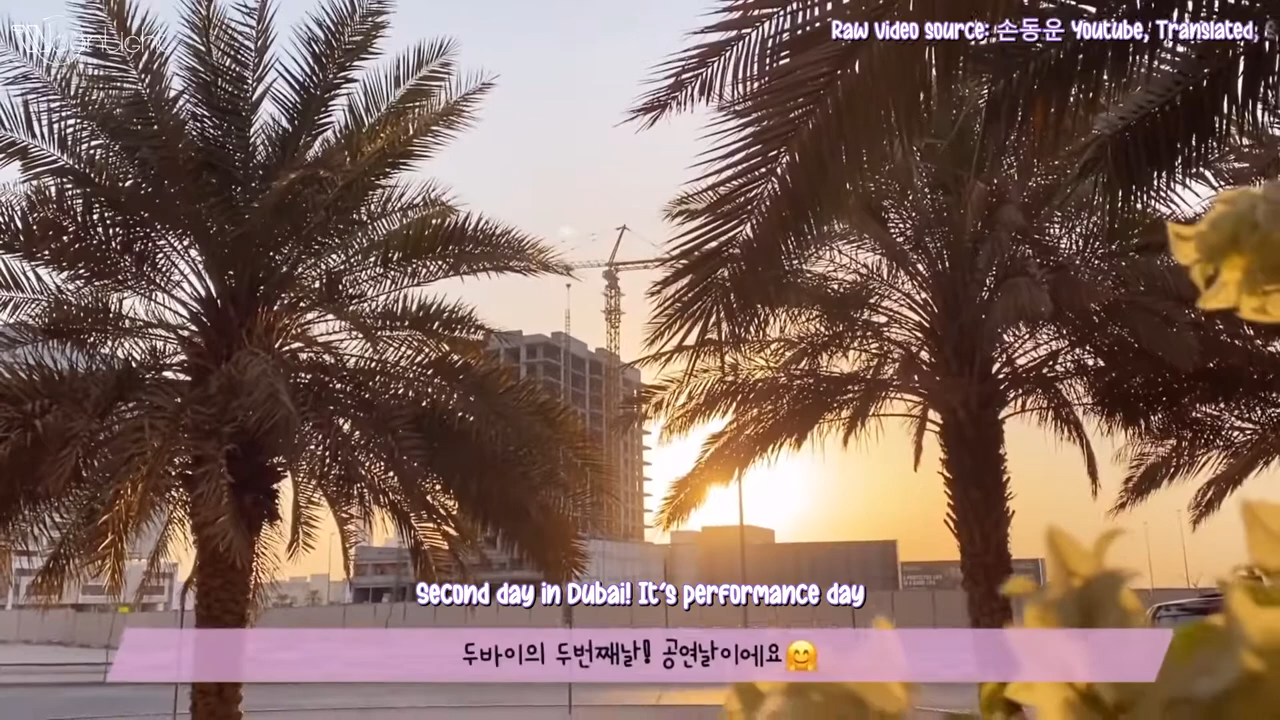 Raw video source: 손동운 Youtube, Translated,
Second day in Dubai! It's performance day
두바이의 두번째날! 공연날이에요🤗